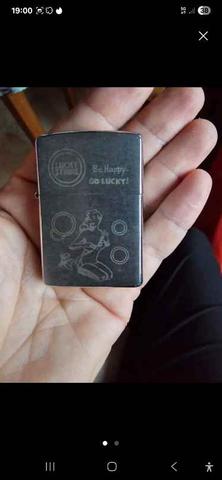 19:00
38
LUCKY
STRIKE
Be Happy-
GO LUCKY!